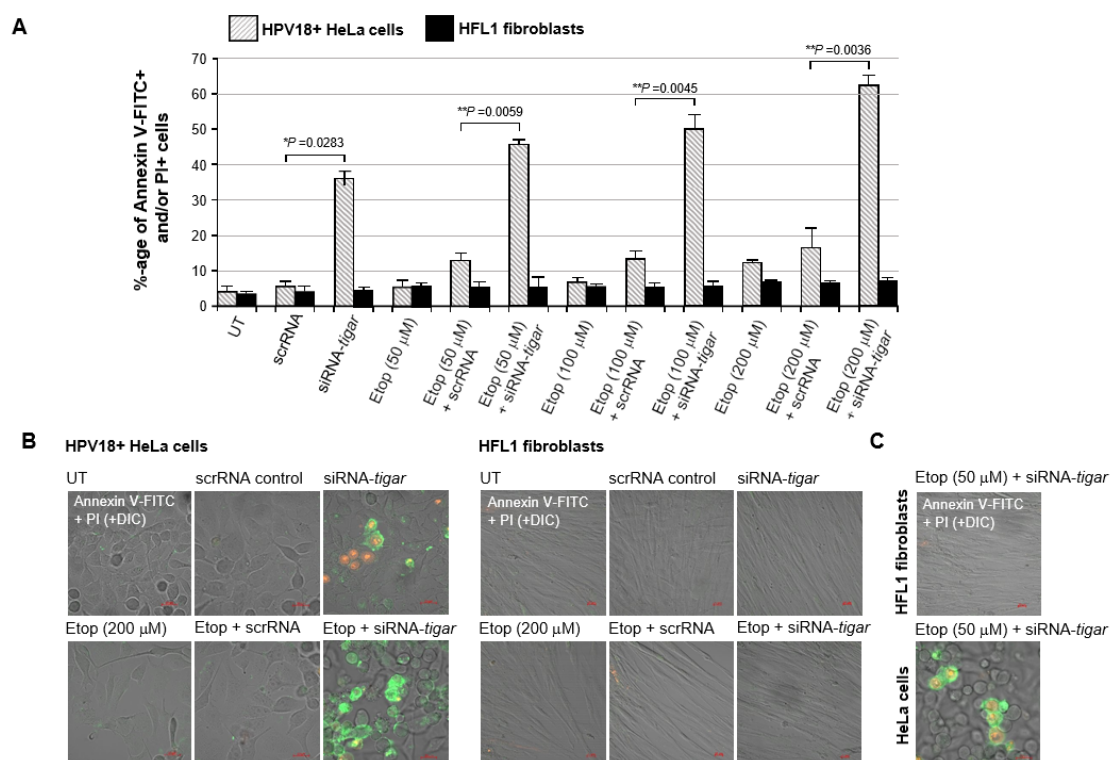 A
HPV18+ HeLa cells
HFL1 fibroblasts
%-age of Annexin V-FITC+
and/or PI+ cells
70
60
50
40
30
20
10
0
*P =0.0283
**P =0.0059
**P =0.0045
**P =0.0036
UT
scrRNA
siRNA-tigar
Etop (50 μM)
Etop (50 μM)
+ scrRNA
Etop (50 μM)
+ siRNA-tigar
Etop (100 μM)
Etop (100 μM)
+ scrRNA
Etop (100 μM)
+ siRNA-tigar
Etop (200 μM)
Etop (200 μM)
+ scrRNA
Etop (200 μM)
+ siRNA-tigar
B
HPV18+ HeLa cells
UT
scrRNA control
siRNA-tigar
Annexin V-FITC
+ PI (+DIC)
Etop (200 μM)
Etop + scrRNA
Etop + siRNA-tigar
HFL1 fibroblasts
UT
scrRNA control
siRNA-tigar
Annexin V-FITC
+ PI (+DIC)
Etop (200 μM)
Etop + scrRNA
Etop + siRNA-tigar
C
Etop (50 μM) + siRNA-tigar
Annexin V-FITC
+ PI (+DIC)
HFL1 fibroblasts
Etop (50 μM) + siRNA-tigar
HeLa cells